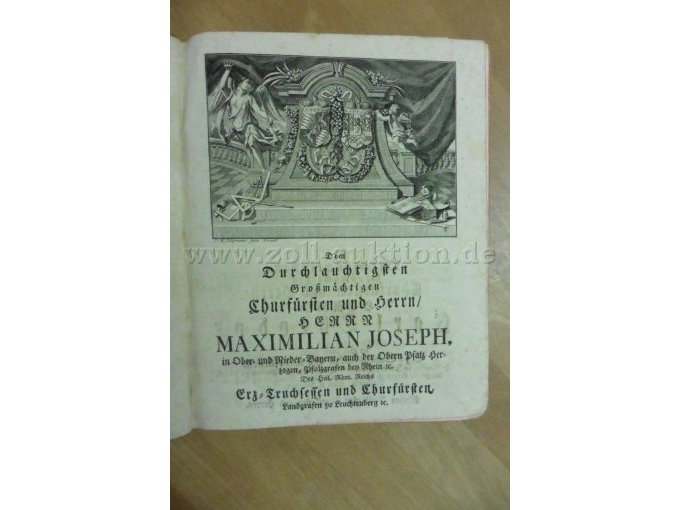 www.zoll-auktion.de
Dem
Durchlauchtigsten
Großmächtigen
Churfürsten und Herrn/
HERRN
MAXIMILIAN JOSEPH,
in Ober- und Nieder-Bayern, auch der Obern Pfalz Her-
zogen, Pfalzgrafen bey Rhein ꝛc.
Des Heil. Röm. Reichs
Erz-Truchsessen und Churfürsten,
Landgrafen zu Leuchtenberg ꝛc.